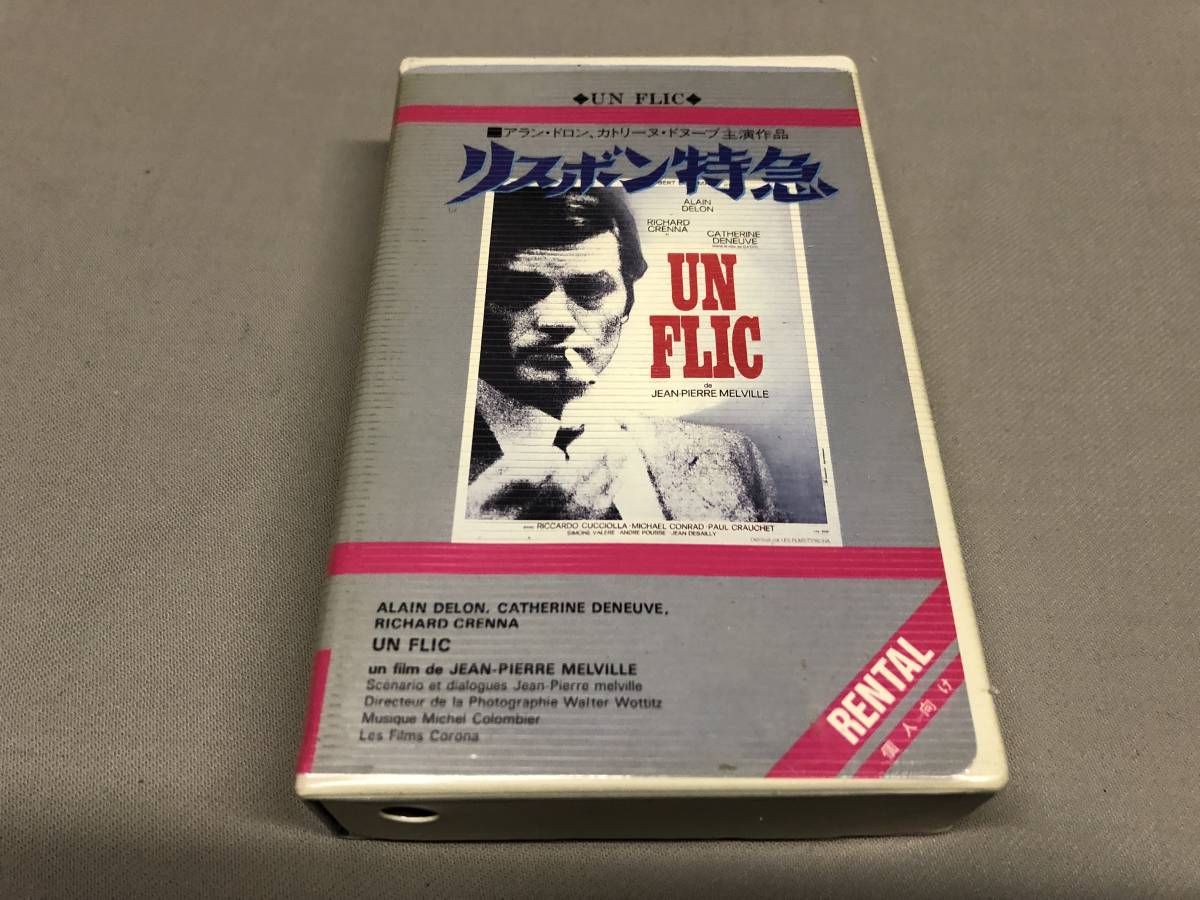 ◆UN FLIC◆
■アラン・ドロン、カトリーヌ・ドヌーブ主演作品
リスボン特急
ALAIN
DELON
RICHARD
CRENNA
CATHERINE
DENEUVE
UN
FLIC
de
JEAN-PIERRE MELVILLE
RICCARDO CUCCIOLLA · MICHAEL CONRAD · PAUL CRAUCHET
SIMONE VALERE · ANDRE POUSSE · JEAN DESAILLY
ALAIN DELON, CATHERINE DENEUVE,
RICHARD CRENNA
UN FLIC
un film de JEAN-PIERRE MELVILLE
Scenario et dialogues Jean-Pierre melville
Directeur de la Photographie Walter Wottitz
Musique Michel Colombier
Les Films Corona
RENTAL
個人向け